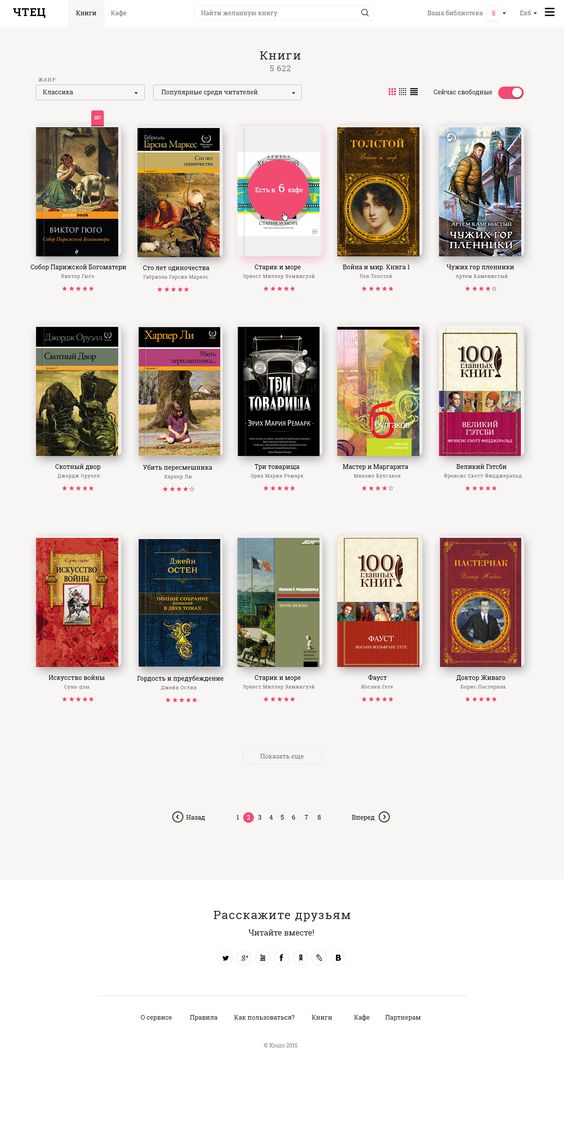 ЧТЕЦ
Книги
Кафе
Найти желанную книгу
Ваша библиотека
8
Екб
Книги
5 622
ЖАНР
Классика
Популярные среди читателей
Сейчас свободные
387
pocket book
ВИКТОР ГЮГО
Собор Парижской Богоматери
Габриэль
Гарсиа Маркес
Сто лет
одиночества
Есть в 6 кафе
СТАРИК И МОРЕ
ТОЛСТОЙ
Война и мир
АРТЕМ КАМЕНИСТЫЙ
ЧУЖИХ ГОР
ПЛЕННИКИ
Собор Парижской Богоматери
Виктор Гюго
Сто лет одиночества
Габриэль Гарсия Маркес
Старик и море
Эрнест Миллер Хемингуэй
Война и мир. Книга 1
Лев Толстой
Чужих гор пленники
Артем Каменистый
Джордж Оруэлл
Скотный Двор
Харпер Ли
Убить
пересмешника...
ТРИ
ТОВАРИЩА
ЭРИХ МАРИЯ РЕМАРК
булгаков
Мастер
и Маргарита
100
ГЛАВНЫХ
КНИГ
ВЕЛИКИЙ
ГЭТСБИ
ФРЭНСИС СКОТТ ФИЦДЖЕРАЛЬД
Скотный двор
Джордж Оруэлл
Убить пересмешника
Харпер Ли
Три товарища
Эрих Мария Ремарк
Мастер и Маргарита
Михаил Булгаков
Великий Гэтсби
Френсис Скотт Фицджеральд
Сунь-цзы
ИСКУССТВО
ВОЙНЫ
Джейн
ОСТЕН
ПОЛНОЕ СОБРАНИЕ
РОМАНОВ
В ДВУХ ТОМАХ
НОЧЬ НЕЖНА
100
ГЛАВНЫХ
КНИГ
ФАУСТ
ИОГАНН ВОЛЬФГАНГ ГЕТЕ
Борис
ПАСТЕРНАК
Доктор Живаго
Искусство войны
Сунь-цзы
Гордость и предубеждение
Джейн Остин
Старик и море
Эрнест Миллер Хемингуэй
Фауст
Иоганн Гете
Доктор Живаго
Борис Пастернак
Показать еще
Назад
1 2 3 4 5 6 7 8
Вперед
Расскажите друзьям
Читайте вместе!
О сервисе
Правила
Как пользоваться?
Книги
Кафе
Партнерам
© Kruzo 2015